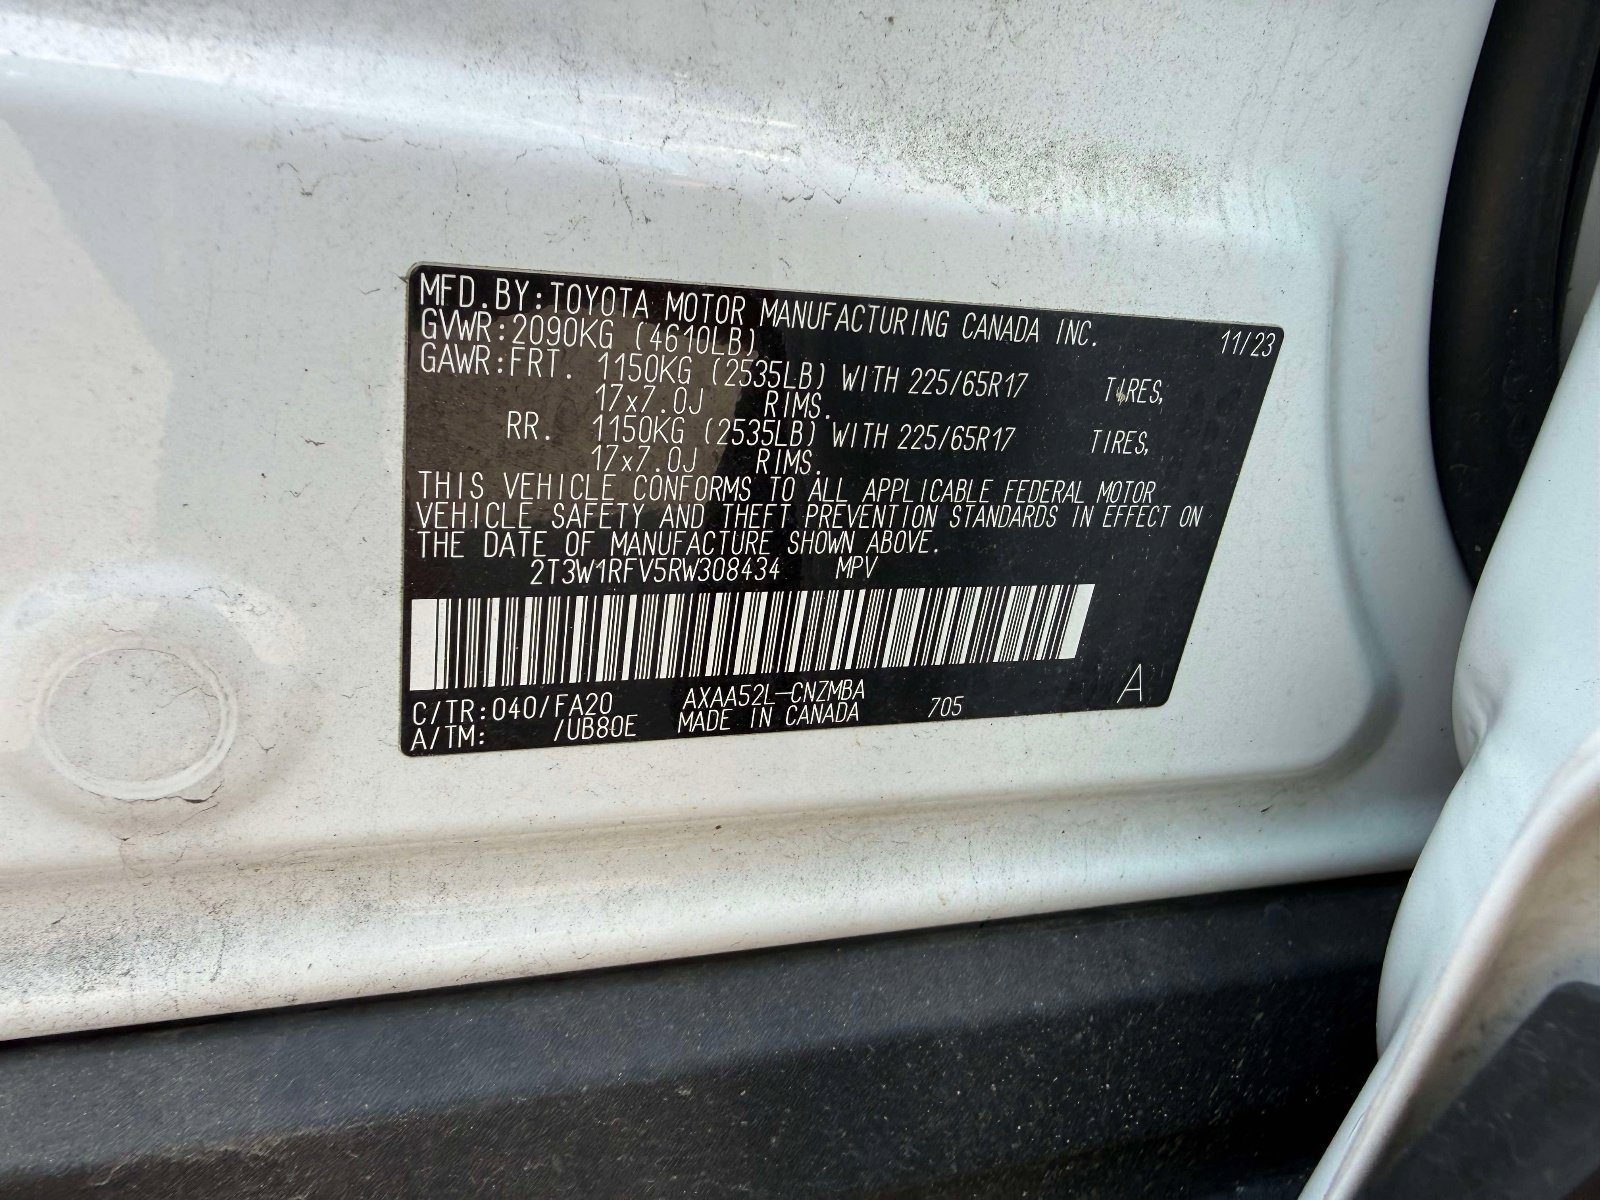 MFD.BY:TOYOTA MOTOR MANUFACTURING CANADA INC. 11/23
GVWR:2090KG (4610LB)
GAWR:FRT. 1150KG (2535LB) WITH 225/65R17 TIRES,
17x7.0J RIMS.
RR. 1150KG (2535LB) WITH 225/65R17 TIRES,
17x7.0J RIMS.
THIS VEHICLE CONFORMS TO ALL APPLICABLE FEDERAL MOTOR
VEHICLE SAFETY AND THEFT PREVENTION STANDARDS IN EFFECT ON
THE DATE OF MANUFACTURE SHOWN ABOVE.
2T3W1RFV5RW308434 MPV
C/TR:040/FA20 AXAA52L-CNZMBA 705 A
A/TM: /UB80E MADE IN CANADA